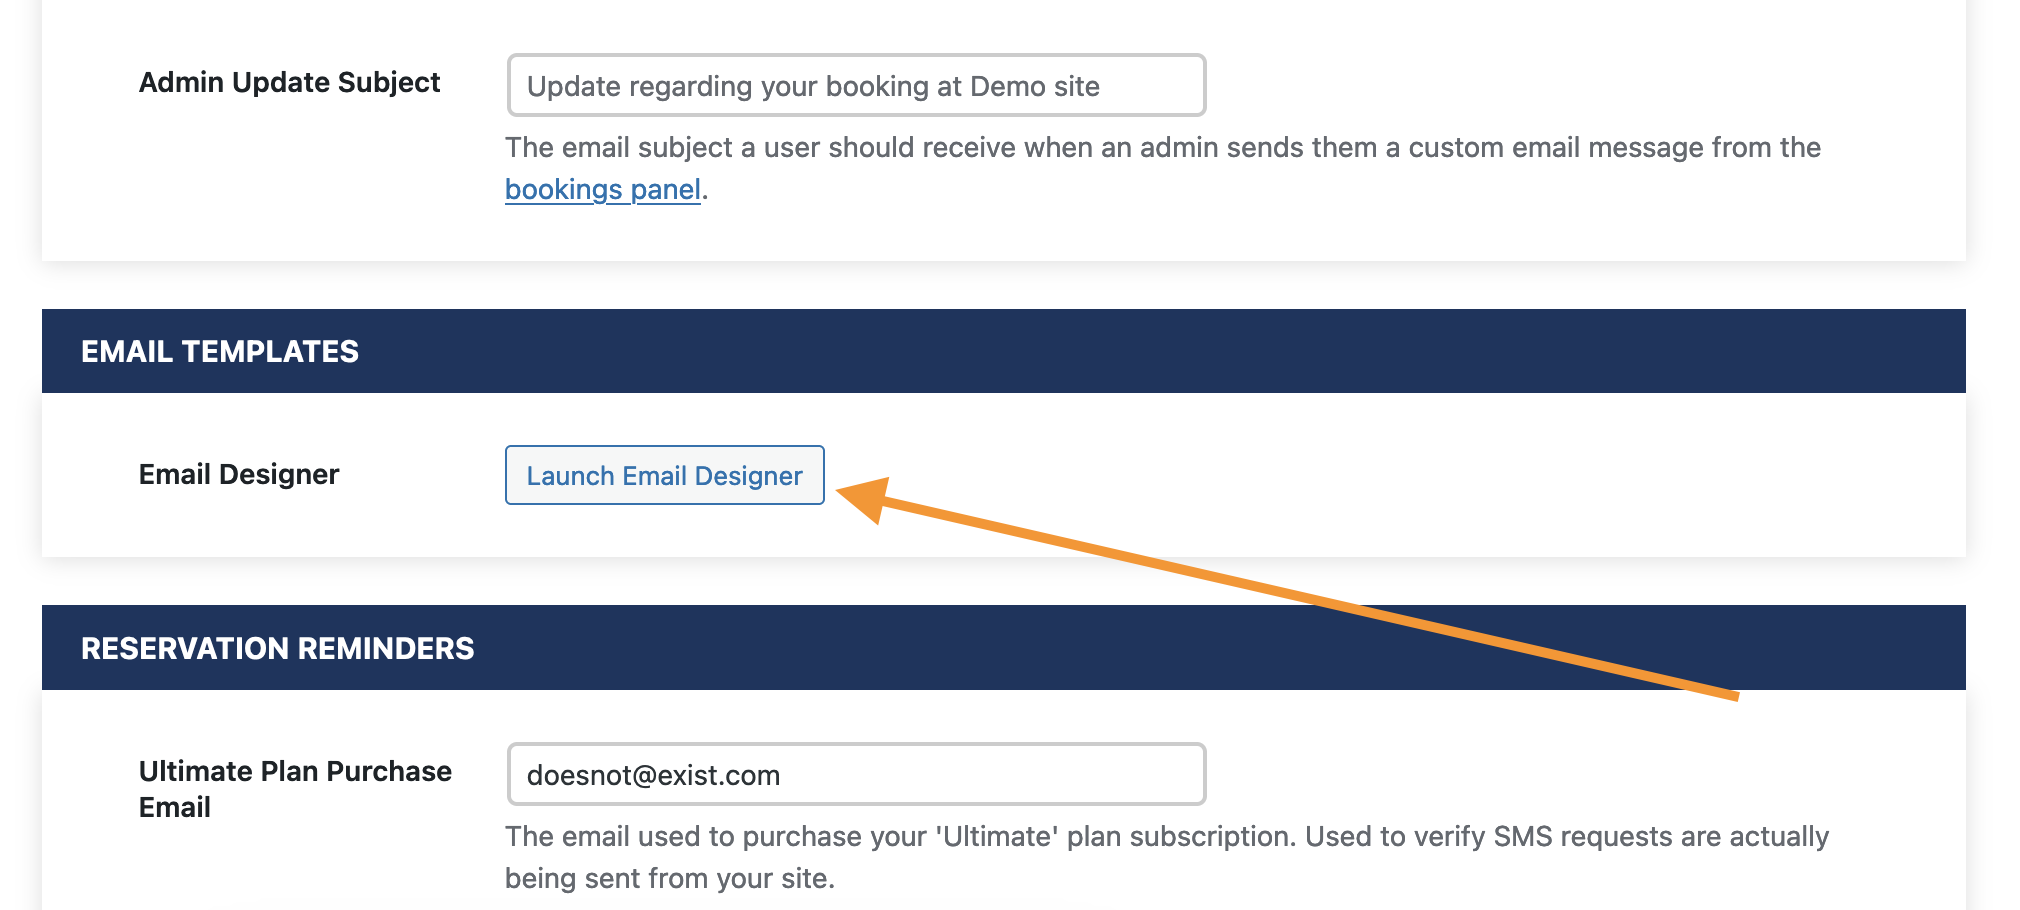 Admin Update Subject
Update regarding your booking at Demo site
The email subject a user should receive when an admin sends them a custom email message from the
bookings panel.
EMAIL TEMPLATES
Email Designer
Launch Email Designer
RESERVATION REMINDERS
Ultimate Plan Purchase
Email
doesnot@exist.com
The email used to purchase your 'Ultimate' plan subscription. Used to verify SMS requests are actually
being sent from your site.